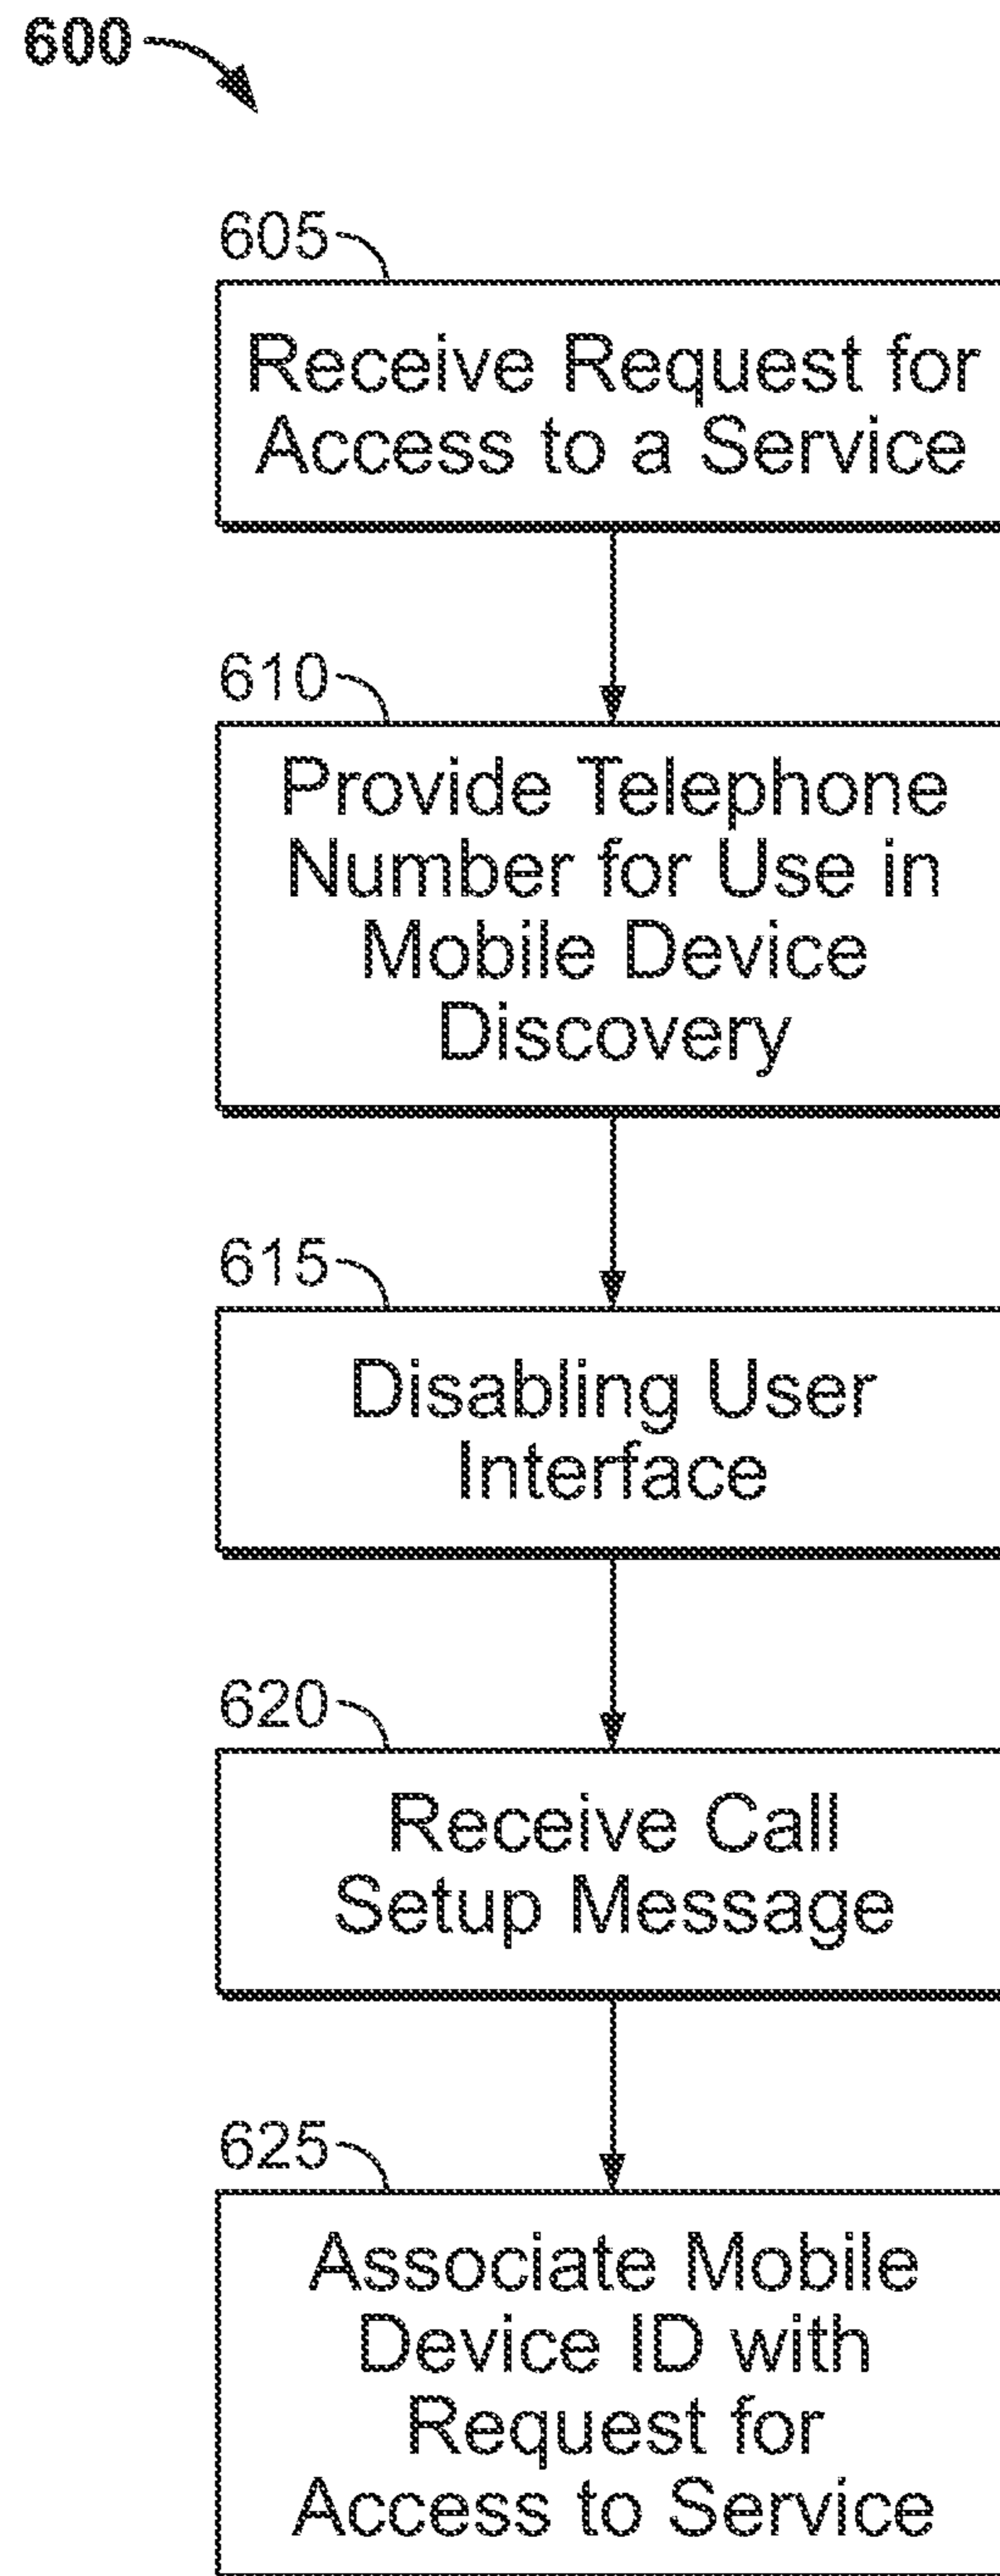 600
605
Receive Request for
Access to a Service
610
Provide Telephone
Number for Use in
Mobile Device
Discovery
615
Disabling User
Interface
620
Receive Call
Setup Message
625
Associate Mobile
Device ID with
Request for
Access to Service